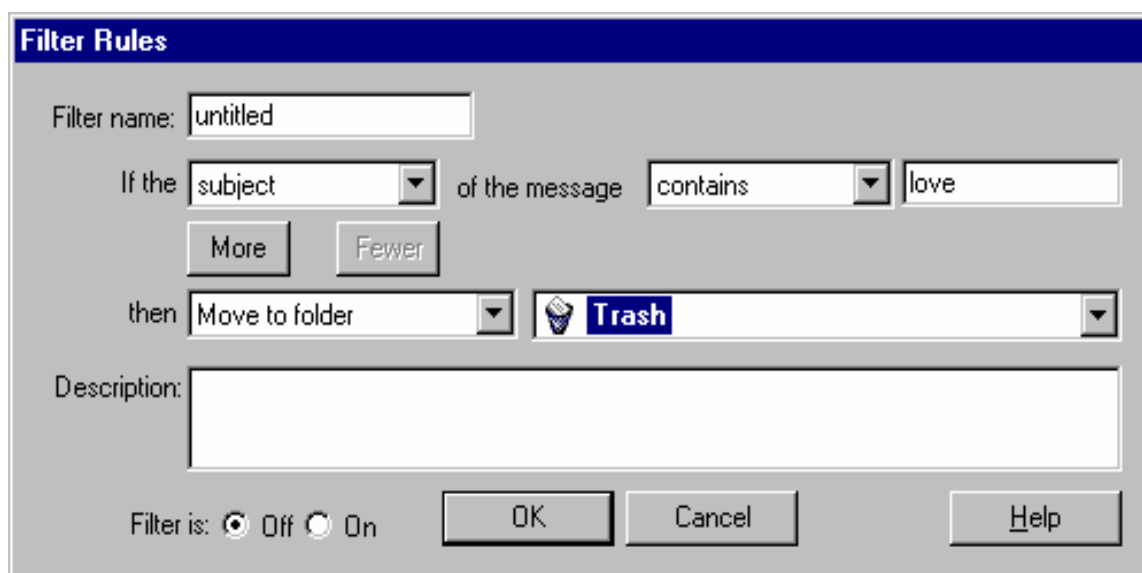 Filter Rules
Filter name: untitled
If the subject of the message contains love
More Fewer
then Move to folder Trash
Description:
Filter is: Off On OK Cancel Help